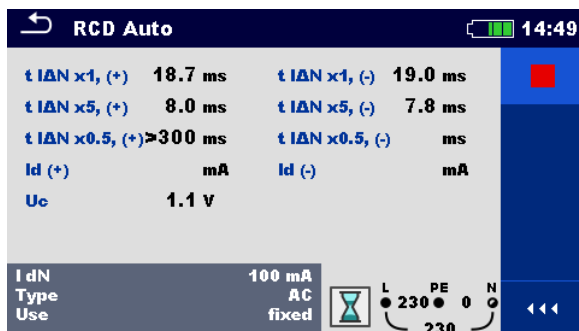 RCD Auto 14:49
t IΔN x1, (+) 18.7 ms t IΔN x1, (-) 19.0 ms
t IΔN x5, (+) 8.0 ms t IΔN x5, (-) 7.8 ms
t IΔN x0.5, (+) >300 ms t IΔN x0.5, (-) ms
Id (+) mA Id (-) mA
Uc 1.1 V
I dN 100 mA
Type AC
Use fixed
L PE N
230 0
230